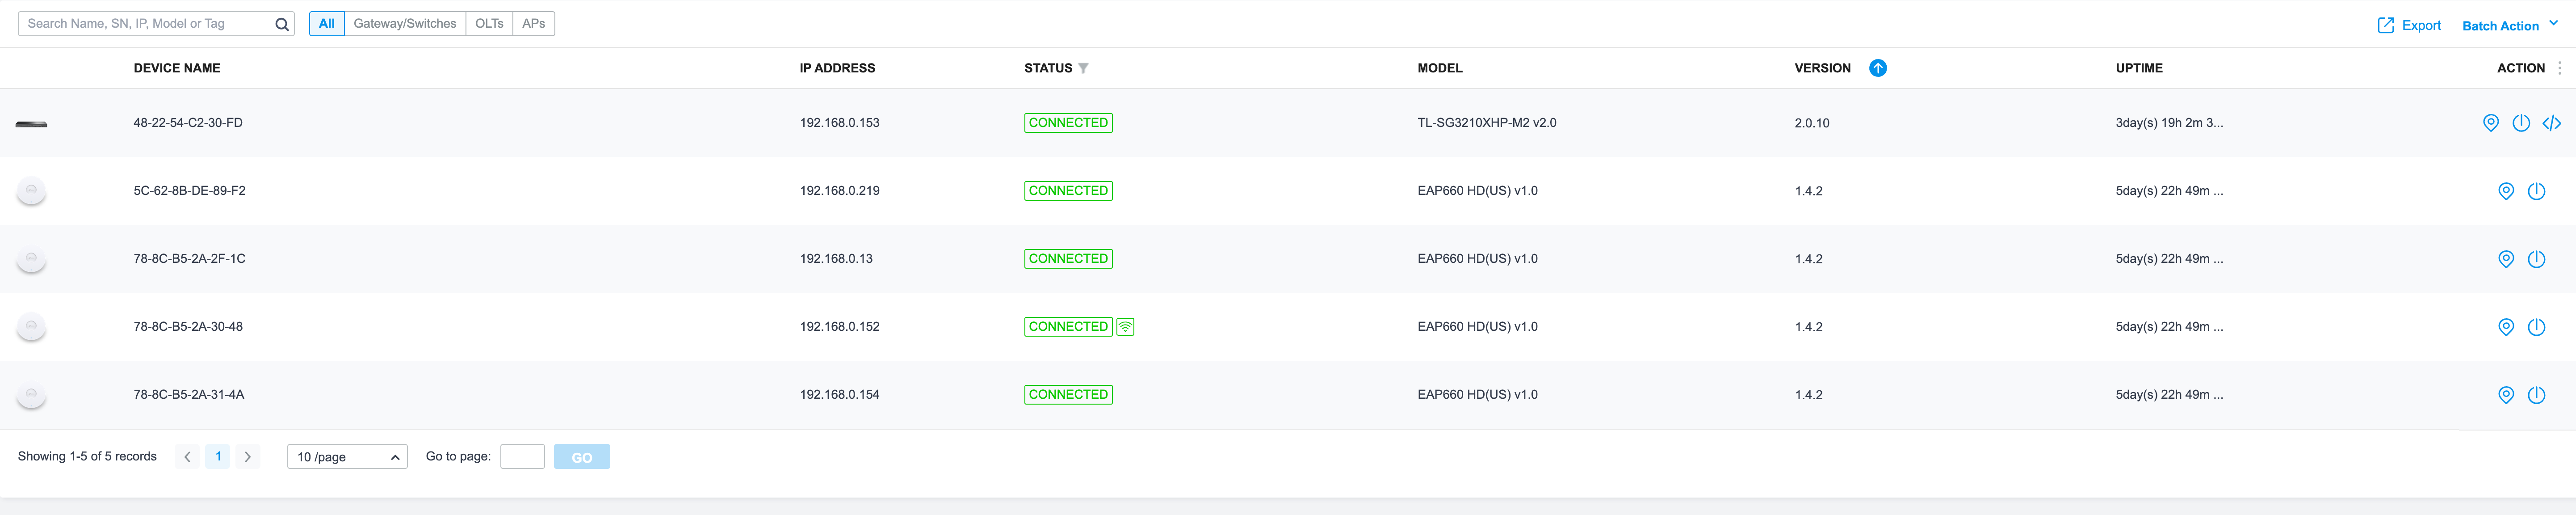 Search Name, SN, IP, Model or Tag All Gateway/Switches OLTs APs Export Batch Action
DEVICE NAME IP ADDRESS STATUS MODEL VERSION UPTIME ACTION
48-22-54-C2-30-FD 192.168.0.153 CONNECTED TL-SG3210XHP-M2 v2.0 2.0.10 3day(s) 19h 2m 3...
5C-62-8B-DE-89-F2 192.168.0.219 CONNECTED EAP660 HD(US) v1.0 1.4.2 5day(s) 22h 49m ...
78-8C-B5-2A-2F-1C 192.168.0.13 CONNECTED EAP660 HD(US) v1.0 1.4.2 5day(s) 22h 49m ...
78-8C-B5-2A-30-48 192.168.0.152 CONNECTED EAP660 HD(US) v1.0 1.4.2 5day(s) 22h 49m ...
78-8C-B5-2A-31-4A 192.168.0.154 CONNECTED EAP660 HD(US) v1.0 1.4.2 5day(s) 22h 49m ...
Showing 1-5 of 5 records 1 10 /page Go to page: GO